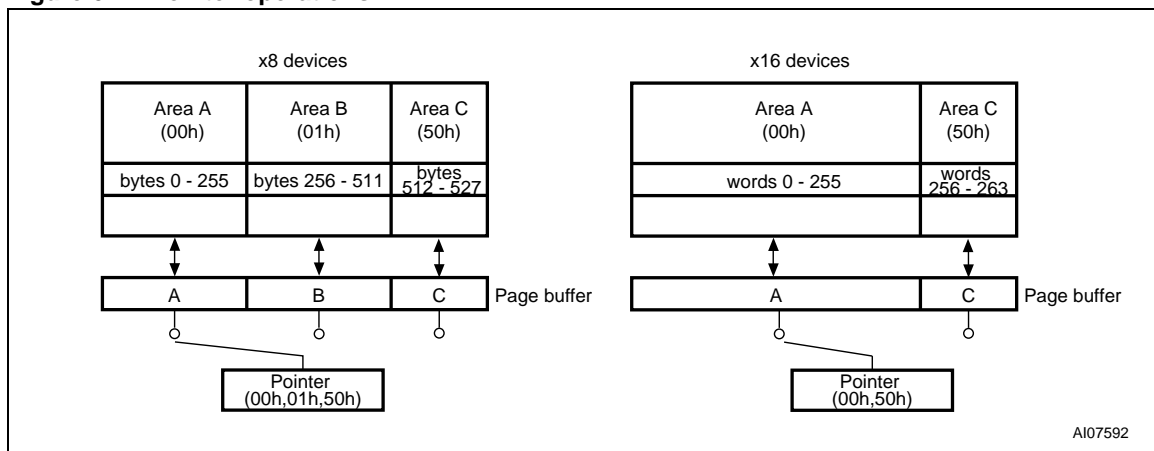 x8 devices
Area A
(00h)
Area B
(01h)
Area C
(50h)
bytes 0 - 255
bytes 256 - 511
bytes
512 - 527
A
B
C
Page buffer
Pointer
(00h,01h,50h)
x16 devices
Area A
(00h)
Area C
(50h)
words 0 - 255
words
256 - 263
A
C
Page buffer
Pointer
(00h,50h)
AI07592